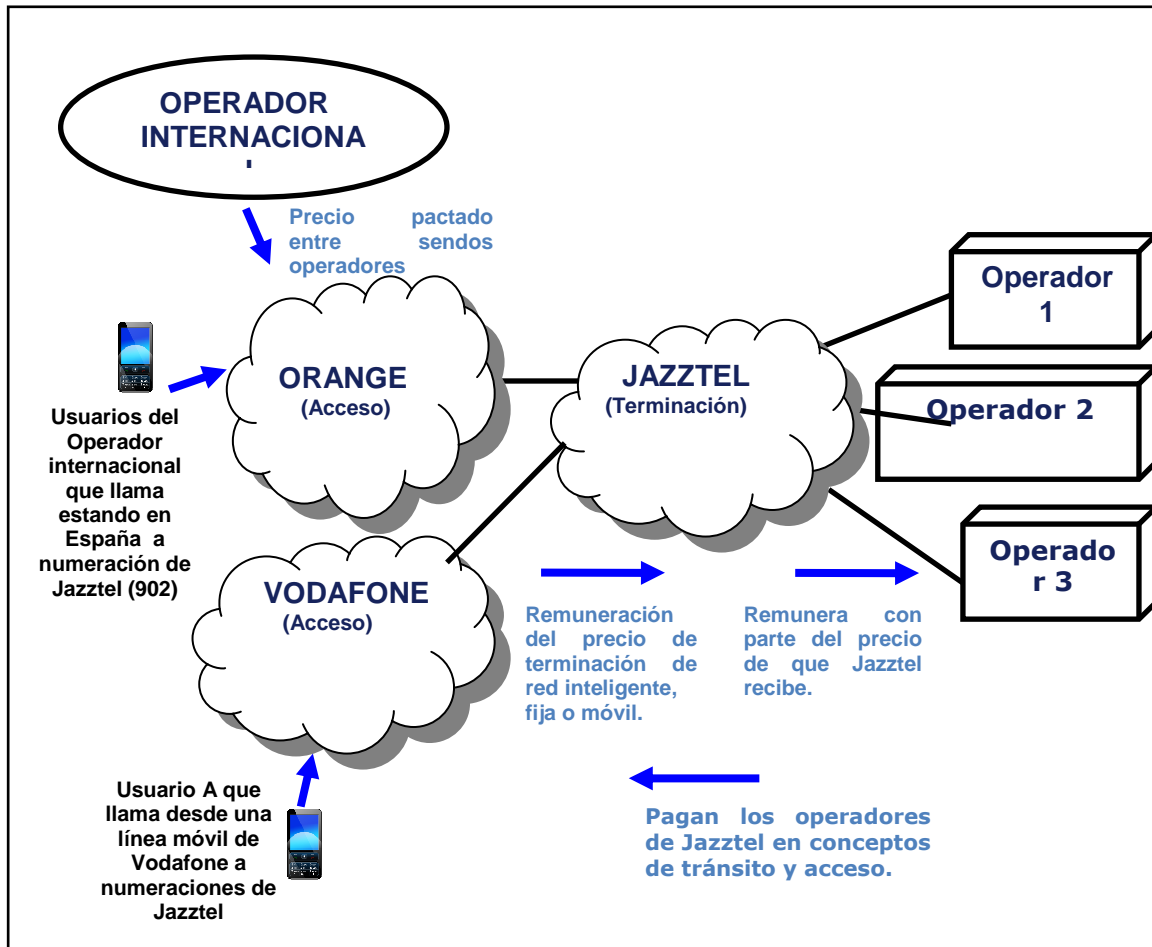 OPERADOR
INTERNACIONA
Precio pactado
entre sendos
operadores
Operador
1
ORANGE
(Acceso)
JAZZTEL
(Terminación)
Operador 2
Usuarios del
Operador
internacional
que llama
estando en
España a
numeración de
Jazztel (902)
Operado
r 3
VODAFONE
(Acceso)
Remuneración
del precio de
terminación de
red inteligente,
fija o móvil.
Remunera con
parte del precio
de que Jazztel
recibe.
Usuario A que
llama desde una
línea móvil de
Vodafone a
numeraciones de
Jazztel
Pagan los operadores
de Jazztel en conceptos
de tránsito y acceso.